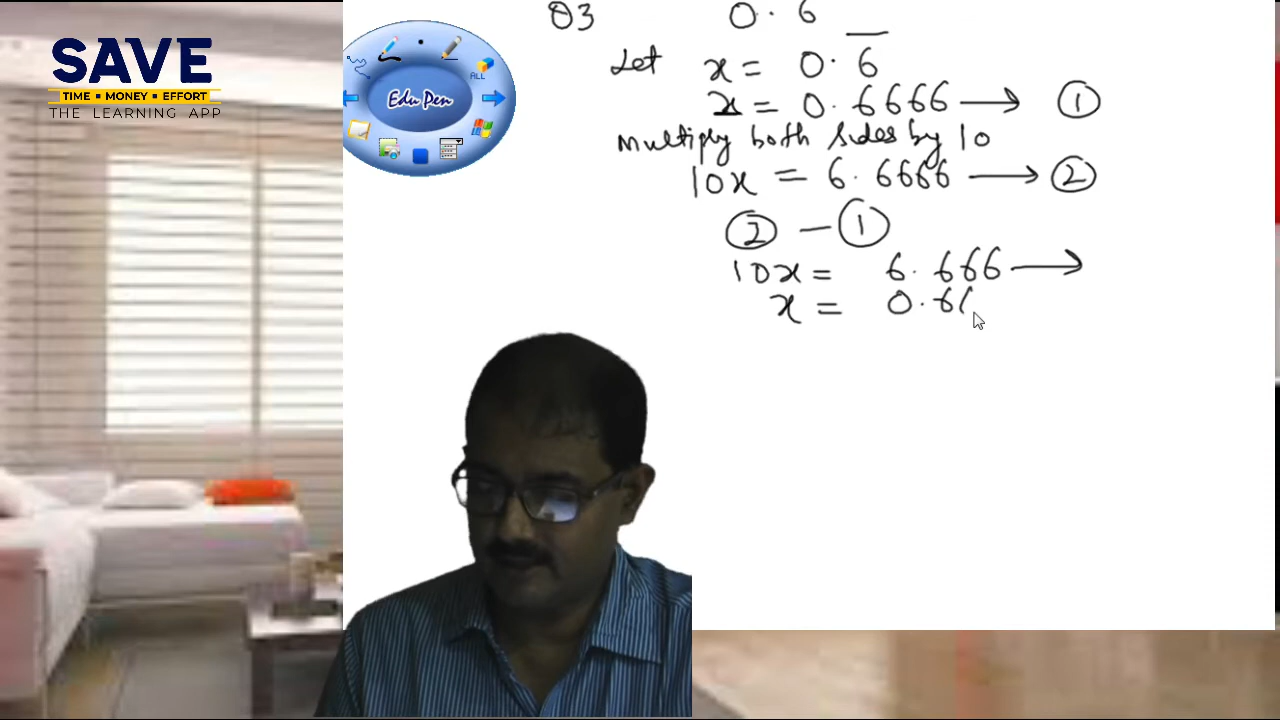 SAVE
TIME ▪ MONEY ▪ EFFORT
THE LEARNING APP
ALL
Edu Pen
Q3 0.6
Let x = 0.6̅
x = 0.6666 → ①
Multiply both sides by 10
10x = 6.6666 → ②
② - ①
10x = 6.666 →
x = 0.66